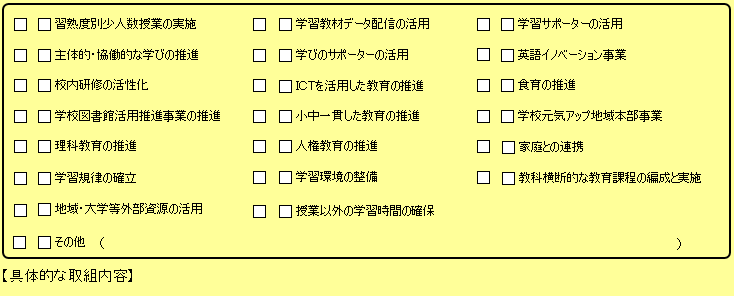 □ □ 習熟度別少人数授業の実施 □ □ 学習教材データ配信の活用 □ □ 学習サポーターの活用
□ □ 主体的・協働的な学びの推進 □ □ 学びのサポーターの活用 □ □ 英語イノベーション事業
□ □ 校内研修の活性化 □ □ ICTを活用した教育の推進 □ □ 食育の推進
□ □ 学校図書館活用推進事業の推進 □ □ 小中一貫した教育の推進 □ □ 学校元気アップ地域本部事業
□ □ 理科教育の推進 □ □ 人権教育の推進 □ □ 家庭との連携
□ □ 学習規律の確立 □ □ 学習環境の整備 □ □ 教科横断的な教育課程の編成と実施
□ □ 地域・大学等外部資源の活用 □ □ 授業以外の学習時間の確保
□ □ その他 ( )
【具体的な取組内容】